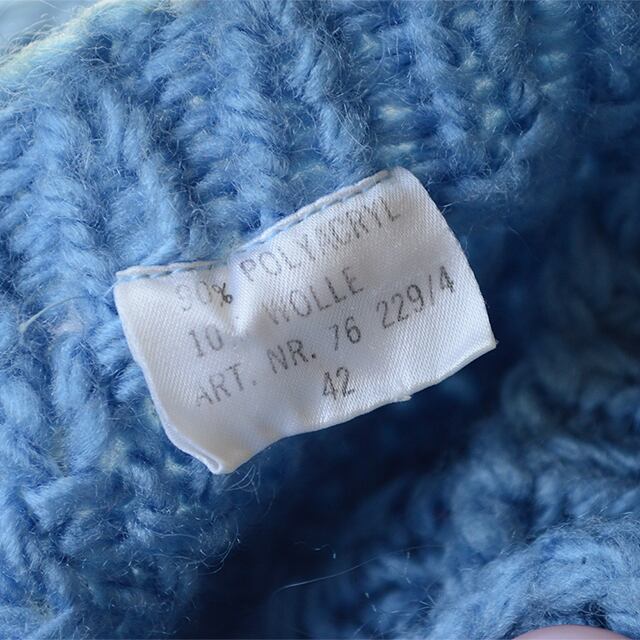 90% POLYACRYL
10% WOLLE
ART. NR. 76 229/4
42